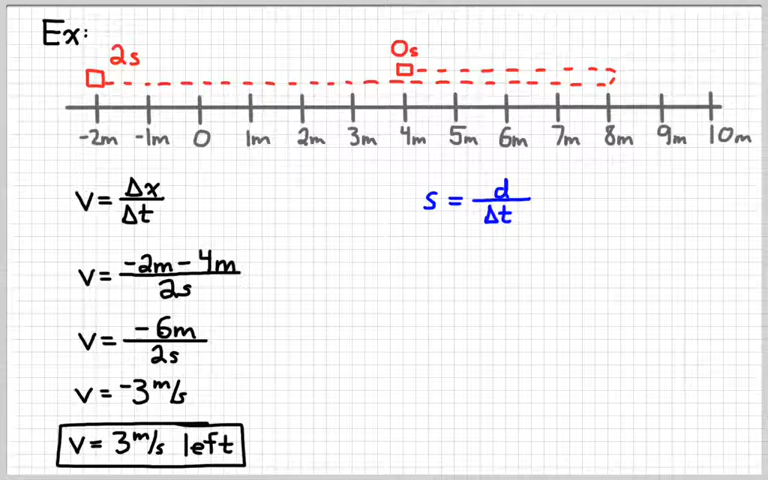 Ex:
2s
0s
-2m -1m 0 1m 2m 3m 4m 5m 6m 7m 8m 9m 10m
v = Δx/Δt
s = d/Δt
v = -2m - 4m/2s
v = -6m/2s
v = -3 m/s
v = 3 m/s left